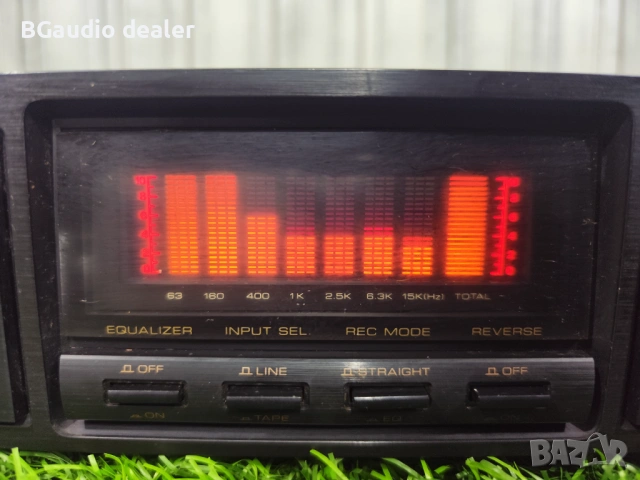 BGaudio dealer
63 160 400 1K 2.5K 6.3K 15K(Hz) TOTAL
EQUALIZER INPUT SEL. REC MODE REVERSE
OFF LINE STRAIGHT OFF
ON TAPE EQ
BAZAR